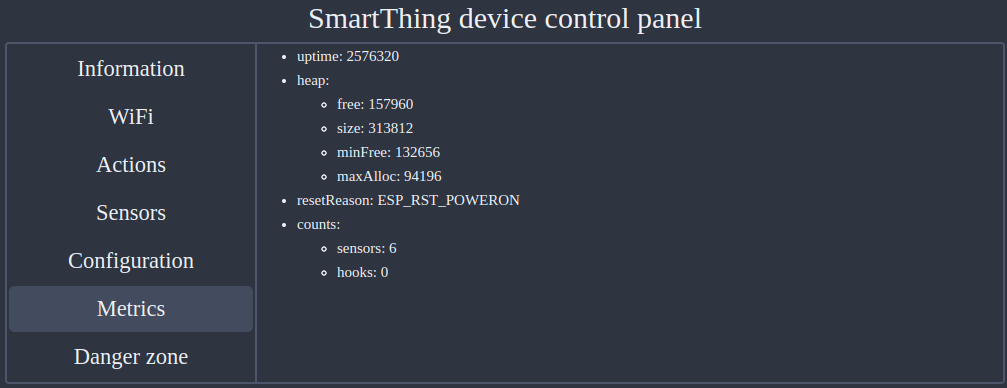 SmartThing device control panel
Information
WiFi
Actions
Sensors
Configuration
Metrics
Danger zone
uptime: 2576320
heap:
free: 157960
size: 313812
minFree: 132656
maxAlloc: 94196
resetReason: ESP_RST_POWERON
counts:
sensors: 6
hooks: 0